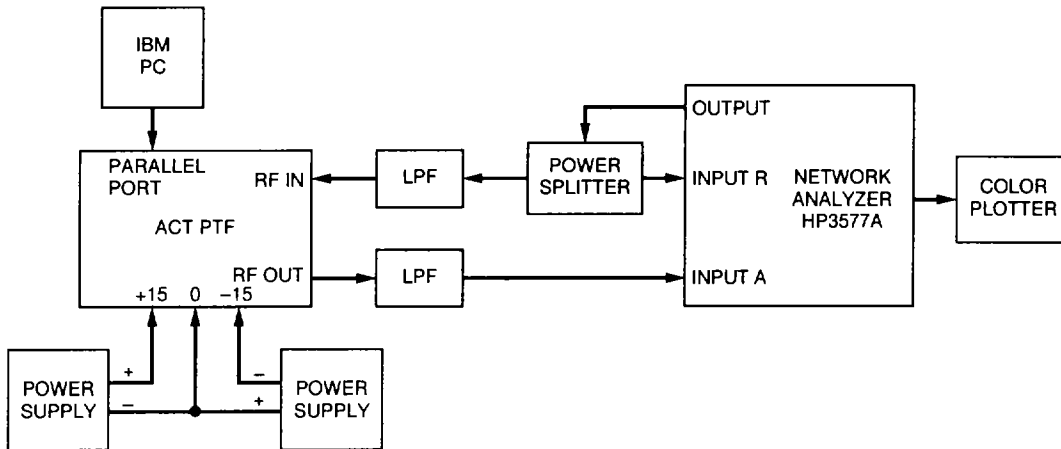 IBM
PC
PARALLEL
PORT
RF IN
ACT PTF
RF OUT
+15 0 −15
LPF
LPF
POWER
SPLITTER
OUTPUT
INPUT R
NETWORK
ANALYZER
HP3577A
INPUT A
COLOR
PLOTTER
POWER
SUPPLY
+
−
−
+
POWER
SUPPLY